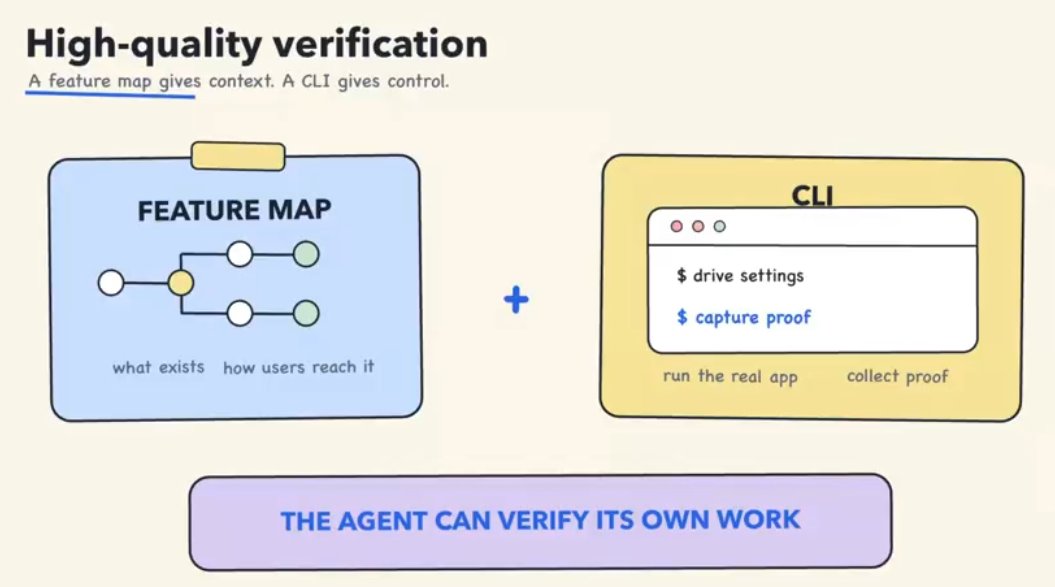 High-quality verification
A feature map gives context. A CLI gives control.
FEATURE MAP
what exists
how users reach it
+
CLI
$ drive settings
$ capture proof
run the real app
collect proof
THE AGENT CAN VERIFY ITS OWN WORK